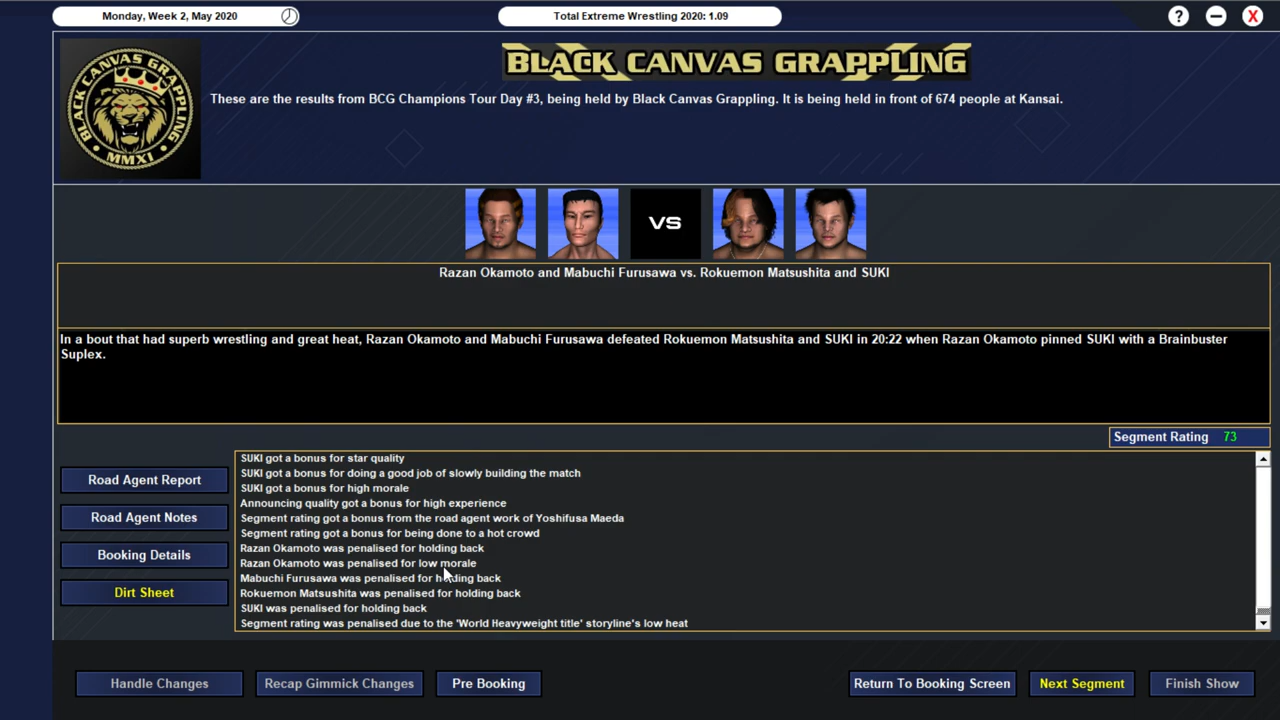 Monday, Week 2, May 2020
Total Extreme Wrestling 2020: 1.09
?
X
BLACK CANVAS GRAPPLING
BLACK CANVAS GRAPPLING
MMXI
These are the results from BCG Champions Tour Day #3, being held by Black Canvas Grappling. It is being held in front of 674 people at Kansai.
VS
Razan Okamoto and Mabuchi Furusawa vs. Rokuemon Matsushita and SUKI
In a bout that had superb wrestling and great heat, Razan Okamoto and Mabuchi Furusawa defeated Rokuemon Matsushita and SUKI in 20:22 when Razan Okamoto pinned SUKI with a Brainbuster
Suplex.
Segment Rating 73
SUKI got a bonus for star quality
SUKI got a bonus for doing a good job of slowly building the match
SUKI got a bonus for high morale
Announcing quality got a bonus for high experience
Segment rating got a bonus from the road agent work of Yoshifusa Maeda
Segment rating got a bonus for being done to a hot crowd
Razan Okamoto was penalised for holding back
Razan Okamoto was penalised for low morale
Mabuchi Furusawa was penalised for holding back
Rokuemon Matsushita was penalised for holding back
SUKI was penalised for holding back
Segment rating was penalised due to the 'World Heavyweight title' storyline's low heat
Road Agent Report
Road Agent Notes
Booking Details
Dirt Sheet
Handle Changes
Recap Gimmick Changes
Pre Booking
Return To Booking Screen
Next Segment
Finish Show